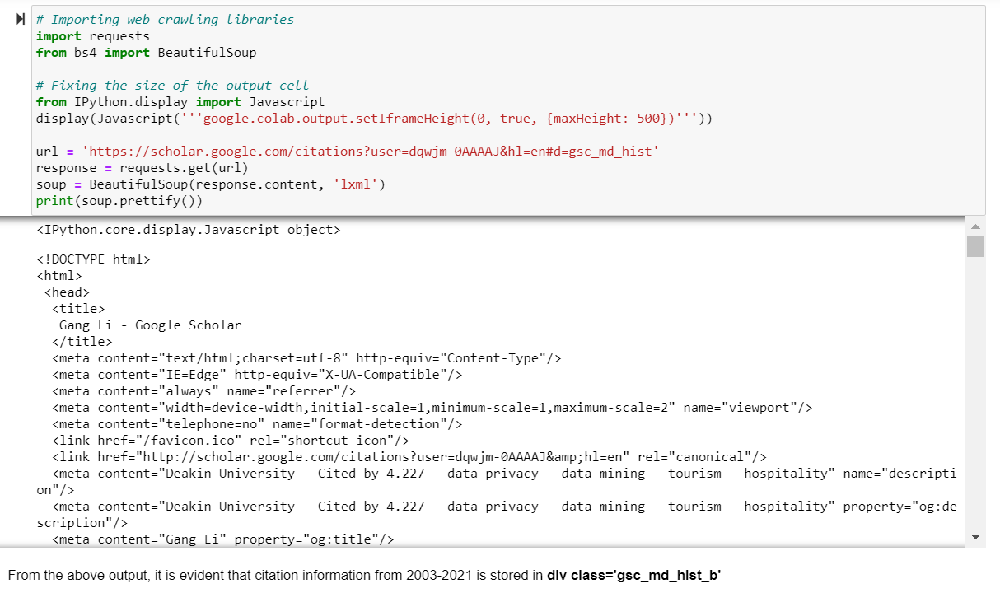 # Importing web crawling libraries
import requests
from bs4 import BeautifulSoup
# Fixing the size of the output cell
from IPython.display import Javascript
display(Javascript('''google.colab.output.setIframeHeight(0, true, {maxHeight: 500})'''))
url = 'https://scholar.google.com/citations?user=dqwjm-0AAAAJ&hl=en#d=gsc_md_hist'
response = requests.get(url)
soup = BeautifulSoup(response.content, 'lxml')
print(soup.prettify())
<IPython.core.display.Javascript object>
<!DOCTYPE html>
<html>
<head>
<title>
Gang Li - Google Scholar
</title>
<meta content="text/html;charset=utf-8" http-equiv="Content-Type"/>
<meta content="IE=Edge" http-equiv="X-UA-Compatible"/>
<meta content="always" name="referrer"/>
<meta content="width=device-width,initial-scale=1,minimum-scale=1,maximum-scale=2" name="viewport"/>
<meta content="telephone=no" name="format-detection"/>
<link href="/favicon.ico" rel="shortcut icon"/>
<link href="http://scholar.google.com/citations?user=dqwjm-0AAAAJ&amp;hl=en" rel="canonical"/>
<meta content="Deakin University - Cited by 4.227 - data privacy - data mining - tourism - hospitality" name="descripti
on"/>
<meta content="Deakin University - Cited by 4.227 - data privacy - data mining - tourism - hospitality" property="og:de
scription"/>
<meta content="Gang Li" property="og:title"/>
From the above output, it is evident that citation information from 2003-2021 is stored in div class='gsc_md_hist_b'